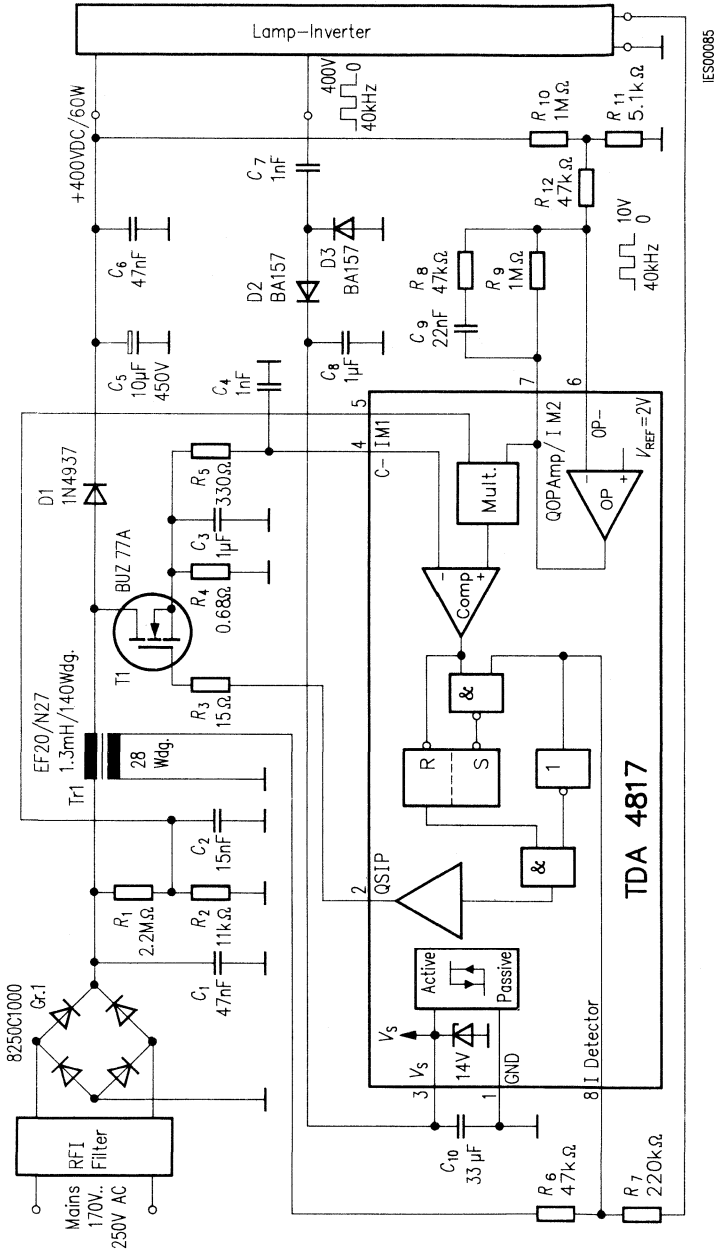 Lamp-Inverter
IES00085
8250C1000
Gr.1
RFI
Filter
Mains
170V..
250V AC
C1
47nF
R1
2.2MΩ
R2
11kΩ
C2
15nF
EF20/N27
1.3mH/140Wdg.
Tr1
28
Wdg.
T1
BUZ 77A
R3
15Ω
R4
0.68Ω
C3
1µF
R5
330Ω
C4
1nF
D1
1N4937
C5
10µF
450V
C6
47nF
+400VDC/60W
D2
BA157
D3
BA157
C7
1nF
400V
0
40kHz
C8
1µF
C9
22nF
R8
47kΩ
R9
1MΩ
R12
47kΩ
R10
1MΩ
R11
5.1kΩ
10V
0
40kHz
2
QSIP
4
C-
5
IM1
7
QOPAmp/IM2
6
OP-
VREF=2V
-
+
OP
Mult.
-
+
Comp
R
S
&
1
&
Active
Passive
VS
3
VS
14V
1
GND
8
I Detector
TDA 4817
C10
33 µF
R6
47kΩ
R7
220kΩ